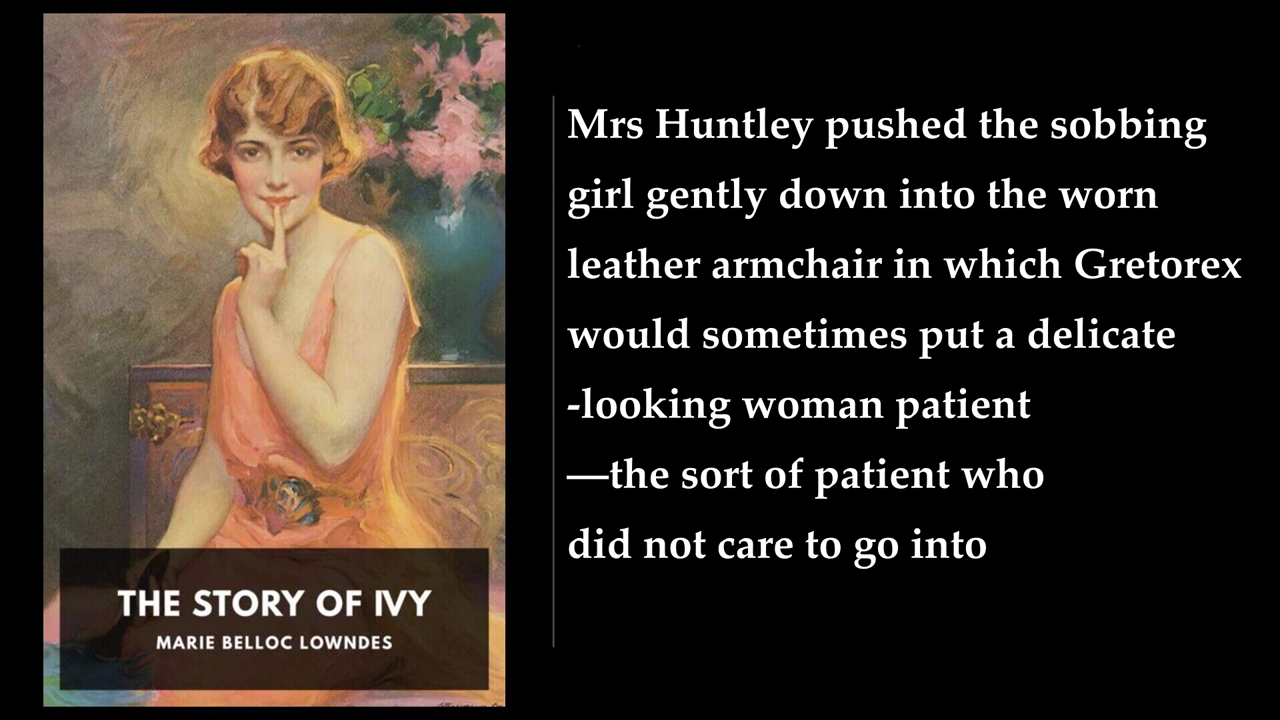 THE STORY OF IVY
MARIE BELLOC LOWNDES
Mrs Huntley pushed the sobbing
girl gently down into the worn
leather armchair in which Gretorex
would sometimes put a delicate
-looking woman patient
—the sort of patient who
did not care to go into